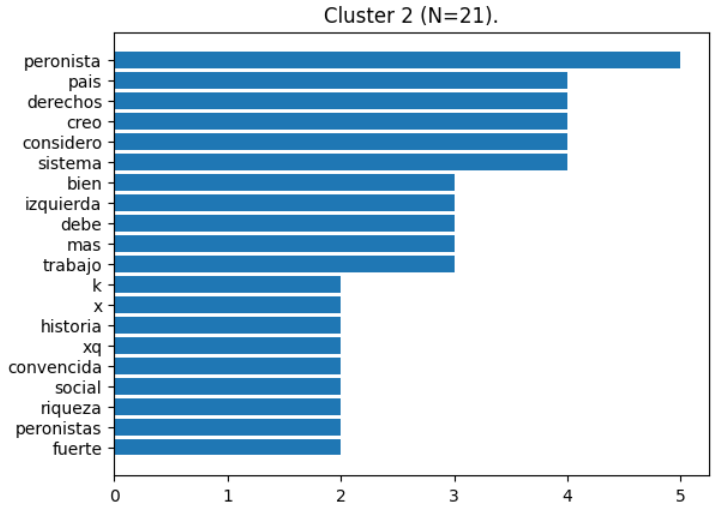 Cluster 2 (N=21).
peronista
pais
derechos
creo
considero
sistema
bien
izquierda
debe
mas
trabajo
k
x
historia
xq
convencida
social
riqueza
peronistas
fuerte
0 1 2 3 4 5